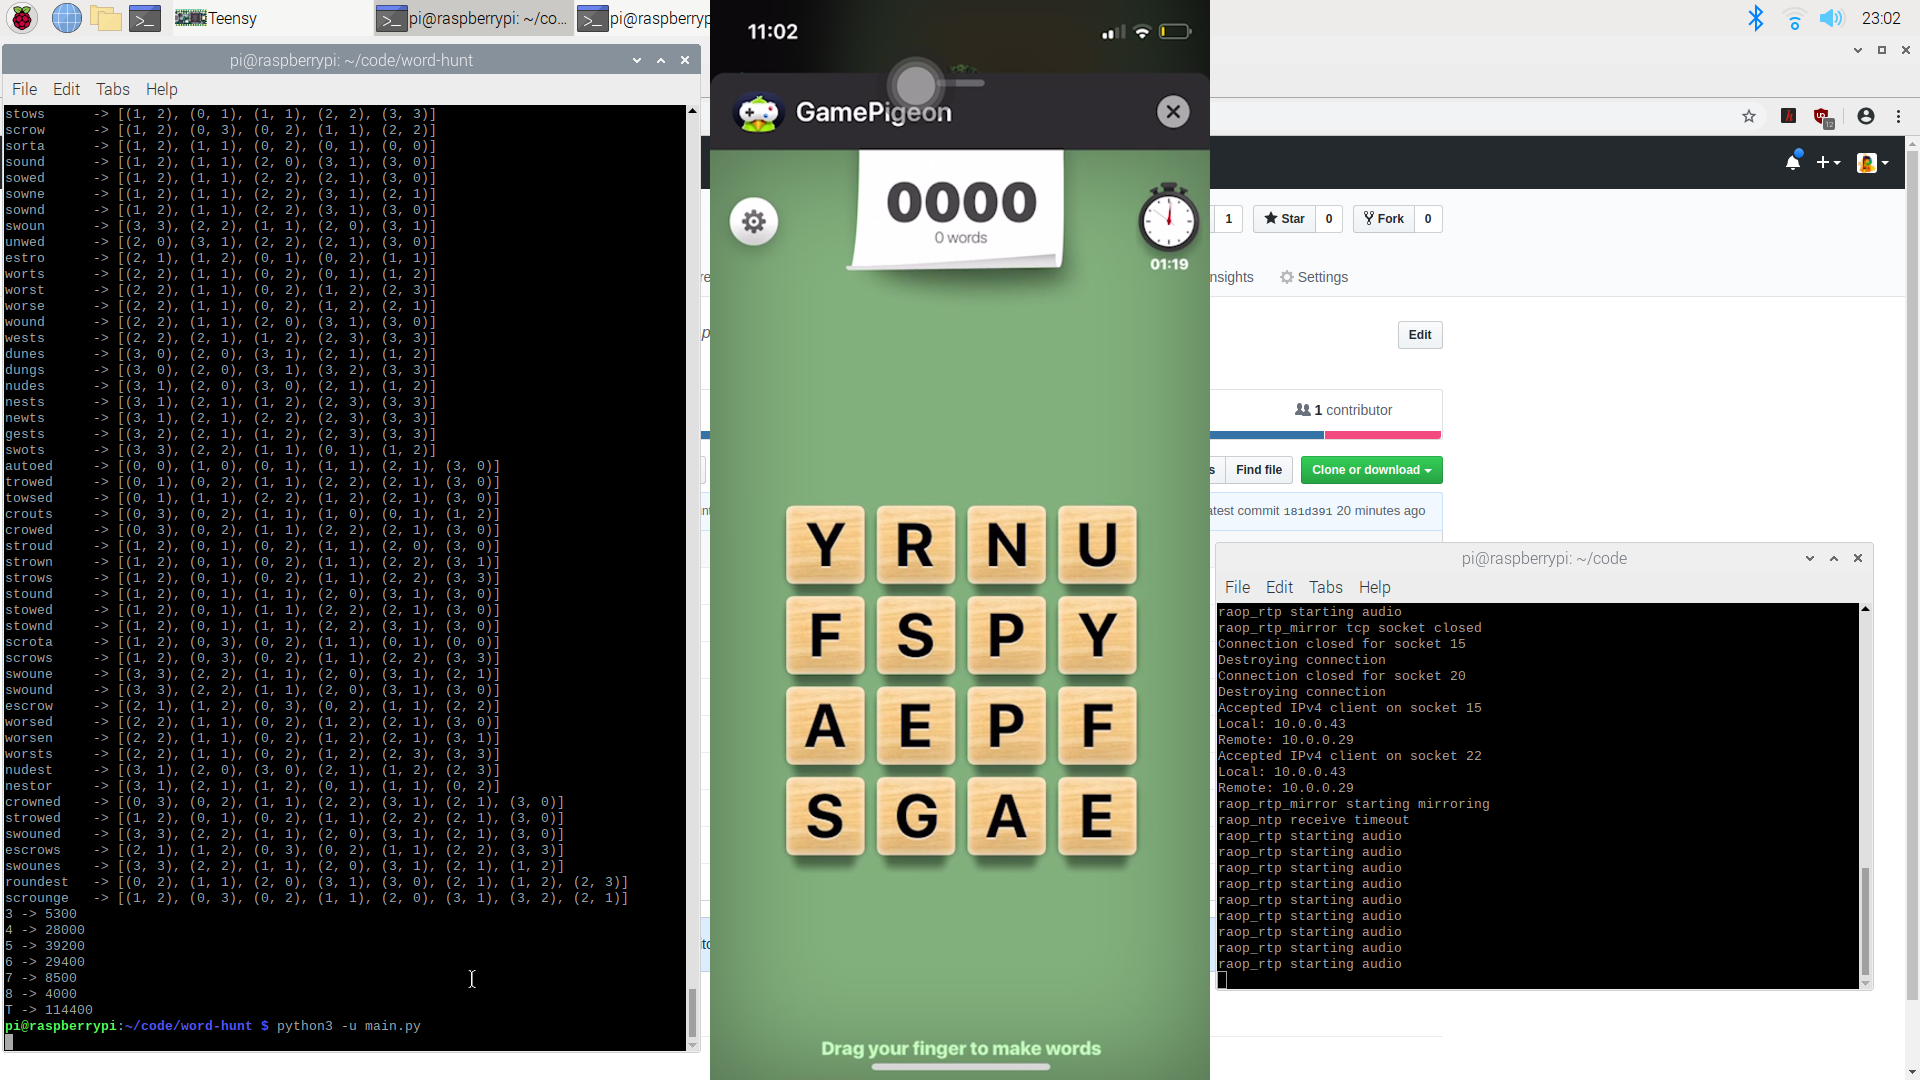 Teensy
pi@raspberrypi: ~/co...
pi@raspberryp
23:02
pi@raspberrypi: ~/code/word-hunt
File Edit Tabs Help
stows -> [(1, 2), (0, 1), (1, 1), (2, 2), (3, 3)]
scrow -> [(1, 2), (0, 3), (0, 2), (1, 1), (2, 2)]
sorta -> [(1, 2), (1, 1), (0, 2), (0, 1), (0, 0)]
sound -> [(1, 2), (1, 1), (2, 0), (3, 1), (3, 0)]
sowed -> [(1, 2), (1, 1), (2, 2), (2, 1), (3, 0)]
sowne -> [(1, 2), (1, 1), (2, 2), (3, 1), (2, 1)]
sownd -> [(1, 2), (1, 1), (2, 2), (3, 1), (3, 0)]
swoun -> [(3, 3), (2, 2), (1, 1), (2, 0), (3, 1)]
unwed -> [(2, 0), (3, 1), (2, 2), (2, 1), (3, 0)]
estro -> [(2, 1), (1, 2), (0, 1), (0, 2), (1, 1)]
worts -> [(2, 2), (1, 1), (0, 2), (0, 1), (1, 2)]
worst -> [(2, 2), (1, 1), (0, 2), (1, 2), (2, 3)]
worse -> [(2, 2), (1, 1), (0, 2), (1, 2), (2, 1)]
wound -> [(2, 2), (1, 1), (2, 0), (3, 1), (3, 0)]
wests -> [(2, 2), (2, 1), (1, 2), (2, 3), (3, 3)]
dunes -> [(3, 0), (2, 0), (3, 1), (2, 1), (1, 2)]
dungs -> [(3, 0), (2, 0), (3, 1), (3, 2), (3, 3)]
nudes -> [(3, 1), (2, 0), (3, 0), (2, 1), (1, 2)]
nests -> [(3, 1), (2, 1), (1, 2), (2, 3), (3, 3)]
newts -> [(3, 1), (2, 1), (2, 2), (2, 3), (3, 3)]
gests -> [(3, 2), (2, 1), (1, 2), (2, 3), (3, 3)]
swots -> [(3, 3), (2, 2), (1, 1), (0, 1), (1, 2)]
autoed -> [(0, 0), (1, 0), (0, 1), (1, 1), (2, 1), (3, 0)]
trowed -> [(0, 1), (0, 2), (1, 1), (2, 2), (2, 1), (3, 0)]
towsed -> [(0, 1), (1, 1), (2, 2), (1, 2), (2, 1), (3, 0)]
crouts -> [(0, 3), (0, 2), (1, 1), (1, 0), (0, 1), (1, 2)]
crowed -> [(0, 3), (0, 2), (1, 1), (2, 2), (2, 1), (3, 0)]
stroud -> [(1, 2), (0, 1), (0, 2), (1, 1), (2, 0), (3, 0)]
strown -> [(1, 2), (0, 1), (0, 2), (1, 1), (2, 2), (3, 1)]
strows -> [(1, 2), (0, 1), (0, 2), (1, 1), (2, 2), (3, 3)]
stound -> [(1, 2), (0, 1), (1, 1), (2, 0), (3, 1), (3, 0)]
stowed -> [(1, 2), (0, 1), (1, 1), (2, 2), (2, 1), (3, 0)]
stownd -> [(1, 2), (0, 1), (1, 1), (2, 2), (3, 1), (3, 0)]
scrota -> [(1, 2), (0, 3), (0, 2), (1, 1), (0, 1), (0, 0)]
scrows -> [(1, 2), (0, 3), (0, 2), (1, 1), (2, 2), (3, 3)]
swoune -> [(3, 3), (2, 2), (1, 1), (2, 0), (3, 1), (2, 1)]
swound -> [(3, 3), (2, 2), (1, 1), (2, 0), (3, 1), (3, 0)]
escrow -> [(2, 1), (1, 2), (0, 3), (0, 2), (1, 1), (2, 2)]
worsed -> [(2, 2), (1, 1), (0, 2), (1, 2), (2, 1), (3, 0)]
worsen -> [(2, 2), (1, 1), (0, 2), (1, 2), (2, 1), (3, 1)]
worsts -> [(2, 2), (1, 1), (0, 2), (1, 2), (2, 3), (3, 3)]
nudest -> [(3, 1), (2, 0), (3, 0), (2, 1), (1, 2), (2, 3)]
nestor -> [(3, 1), (2, 1), (1, 2), (0, 1), (1, 1), (0, 2)]
crowned -> [(0, 3), (0, 2), (1, 1), (2, 2), (3, 1), (2, 1), (3, 0)]
strowed -> [(1, 2), (0, 1), (0, 2), (1, 1), (2, 2), (2, 1), (3, 0)]
swouned -> [(3, 3), (2, 2), (1, 1), (2, 0), (3, 1), (2, 1), (3, 0)]
escrows -> [(2, 1), (1, 2), (0, 3), (0, 2), (1, 1), (2, 2), (3, 3)]
swounes -> [(3, 3), (2, 2), (1, 1), (2, 0), (3, 1), (2, 1), (1, 2)]
roundest -> [(0, 2), (1, 1), (2, 0), (3, 1), (3, 0), (2, 1), (1, 2), (2, 3)]
scrounge -> [(1, 2), (0, 3), (0, 2), (1, 1), (2, 0), (3, 1), (3, 2), (2, 1)]
3 -> 5300
4 -> 28000
5 -> 39200
6 -> 29400
7 -> 8500
8 -> 4000
T -> 114400
pi@raspberrypi:~/code/word-hunt $ python3 -u main.py
11:02
GamePigeon
0000
0 words
01:19
Y R N U
F S P Y
A E P F
S G A E
Drag your finger to make words
12
1
Star 0
Fork 0
nsights
Settings
Edit
1 contributor
Find file
Clone or download
atest commit 181d391 20 minutes ago
pi@raspberrypi: ~/code
File Edit Tabs Help
raop_rtp starting audio
raop_rtp_mirror tcp socket closed
Connection closed for socket 15
Destroying connection
Connection closed for socket 20
Destroying connection
Accepted IPv4 client on socket 15
Local: 10.0.0.43
Remote: 10.0.0.29
Accepted IPv4 client on socket 22
Local: 10.0.0.43
Remote: 10.0.0.29
raop_rtp_mirror starting mirroring
raop_ntp receive timeout
raop_rtp starting audio
raop_rtp starting audio
raop_rtp starting audio
raop_rtp starting audio
raop_rtp starting audio
raop_rtp starting audio
raop_rtp starting audio
raop_rtp starting audio
raop_rtp starting audio